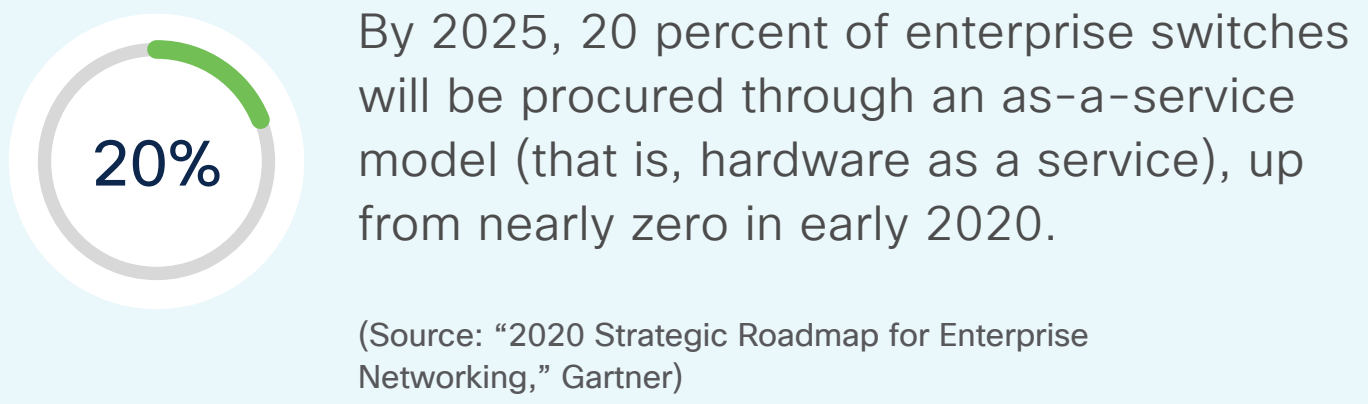 20%
By 2025, 20 percent of enterprise switches
will be procured through an as-a-service
model (that is, hardware as a service), up
from nearly zero in early 2020.
(Source: “2020 Strategic Roadmap for Enterprise
Networking,” Gartner)